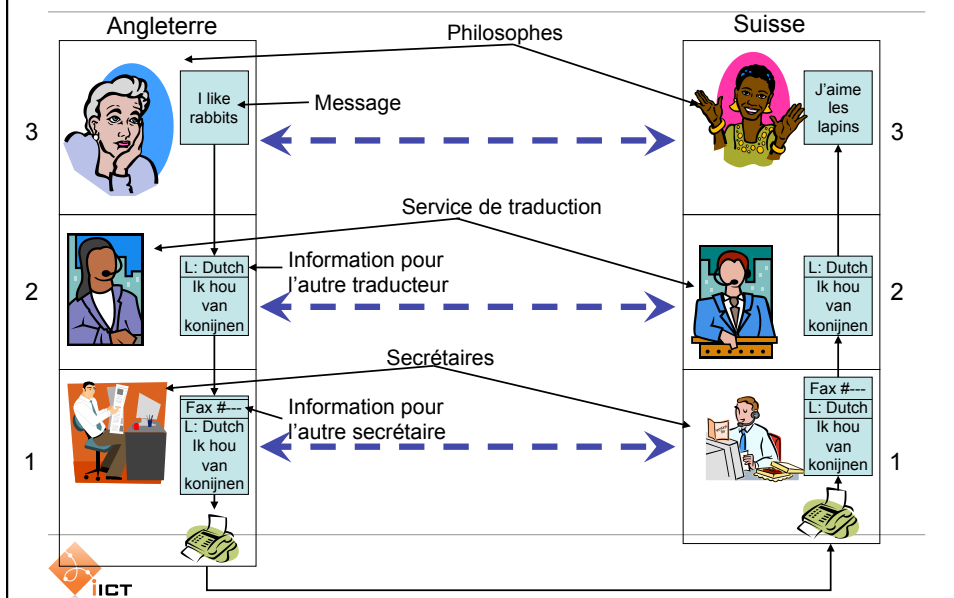 Angleterre
Philosophes
Suisse
I like
rabbits
Message
J'aime
les
lapins
3
3
Service de traduction
L: Dutch
Ik hou
van
konijnen
Information pour
l'autre traducteur
L: Dutch
Ik hou
van
konijnen
2
2
Secrétaires
Fax #---
L: Dutch
Ik hou
van
konijnen
Information pour
l'autre secrétaire
Fax #---
L: Dutch
Ik hou
van
konijnen
1
1
iICT